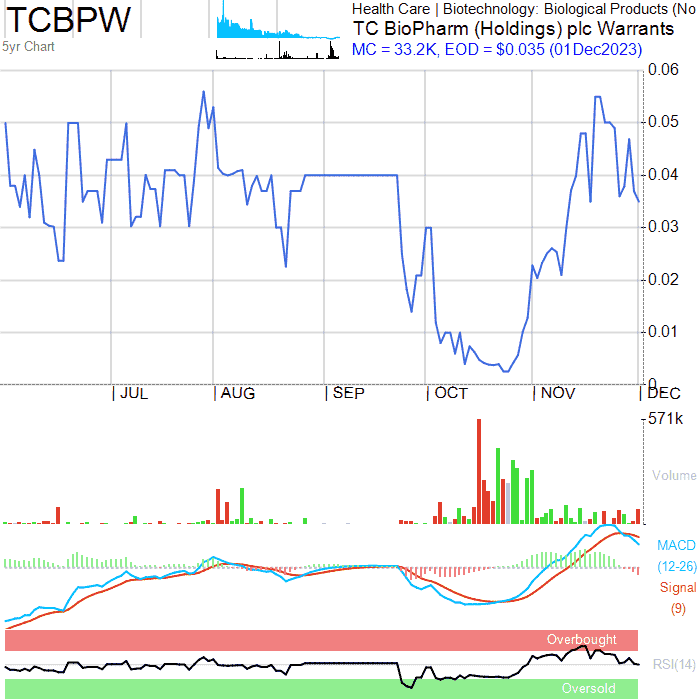 TCBPW
5yr Chart
Health Care | Biotechnology: Biological Products (No
TC BioPharm (Holdings) plc Warrants
MC = 33.2K, EOD = $0.035 (01Dec2023)
0.06
0.05
0.04
0.03
0.02
0.01
0
JUL AUG SEP OCT NOV DEC
571k
Volume
MACD
(12-26)
Signal
(9)
Overbought
RSI(14)
Oversold